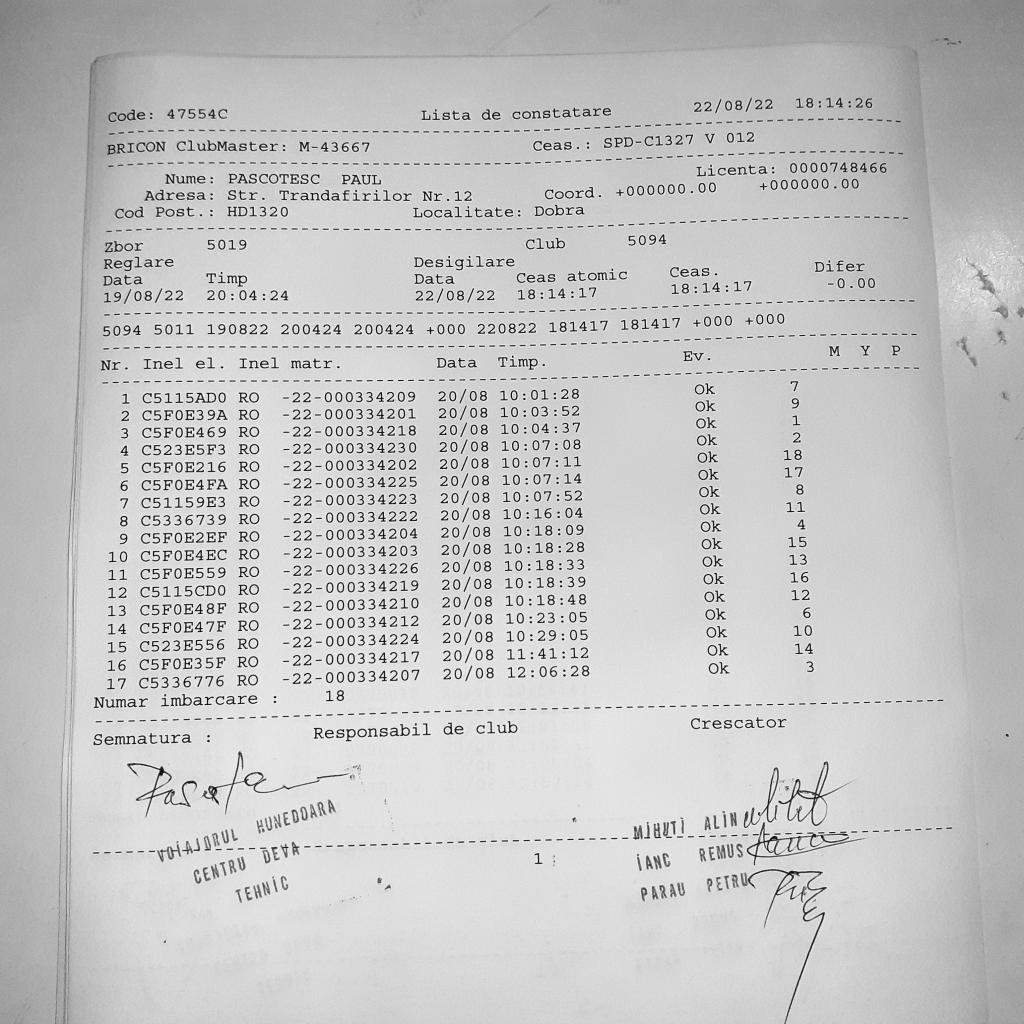 Code: 47554C Lista de constatare 22/08/22 18:14:26
BRICON ClubMaster: M-43667 Ceas.: SPD-C1327 V 012
Nume: PASCOTESC PAUL Licenta: 0000748466
Adresa: Str. Trandafirilor Nr.12 Coord. +000000.00 +000000.00
Cod Post.: HD1320 Localitate: Dobra
Zbor 5019 Club 5094
Reglare Desigilare
Data Timp Data Ceas atomic Ceas. Difer
19/08/22 20:04:24 22/08/22 18:14:17 18:14:17 -0.00
5094 5011 190822 200424 200424 +000 220822 181417 181417 +000 +000
Nr. Inel el. Inel matr. Data Timp. Ev. M Y P
1 C5115AD0 RO -22-000334209 20/08 10:01:28 Ok 7
2 C5F0E39A RO -22-000334201 20/08 10:03:52 Ok 9
3 C5F0E469 RO -22-000334218 20/08 10:04:37 Ok 1
4 C523E5F3 RO -22-000334230 20/08 10:07:08 Ok 2
5 C5F0E216 RO -22-000334202 20/08 10:07:11 Ok 18
6 C5F0E4FA RO -22-000334225 20/08 10:07:14 Ok 17
7 C51159E3 RO -22-000334223 20/08 10:07:52 Ok 8
8 C5336739 RO -22-000334222 20/08 10:16:04 Ok 11
9 C5F0E2EF RO -22-000334204 20/08 10:18:09 Ok 4
10 C5F0E4EC RO -22-000334203 20/08 10:18:28 Ok 15
11 C5F0E559 RO -22-000334226 20/08 10:18:33 Ok 13
12 C5115CD0 RO -22-000334219 20/08 10:18:39 Ok 16
13 C5F0E48F RO -22-000334210 20/08 10:18:48 Ok 12
14 C5F0E47F RO -22-000334212 20/08 10:23:05 Ok 6
15 C523E556 RO -22-000334224 20/08 10:29:05 Ok 10
16 C5F0E35F RO -22-000334217 20/08 11:41:12 Ok 14
17 C5336776 RO -22-000334207 20/08 12:06:28 Ok 3
Numar imbarcare : 18
Semnatura : Responsabil de club Crescator
VOIAJORUL HUNEDOARA
CENTRU DEVA
TEHNIC
1
MIHUTI ALIN
IANC REMUS
PARAU PETRU